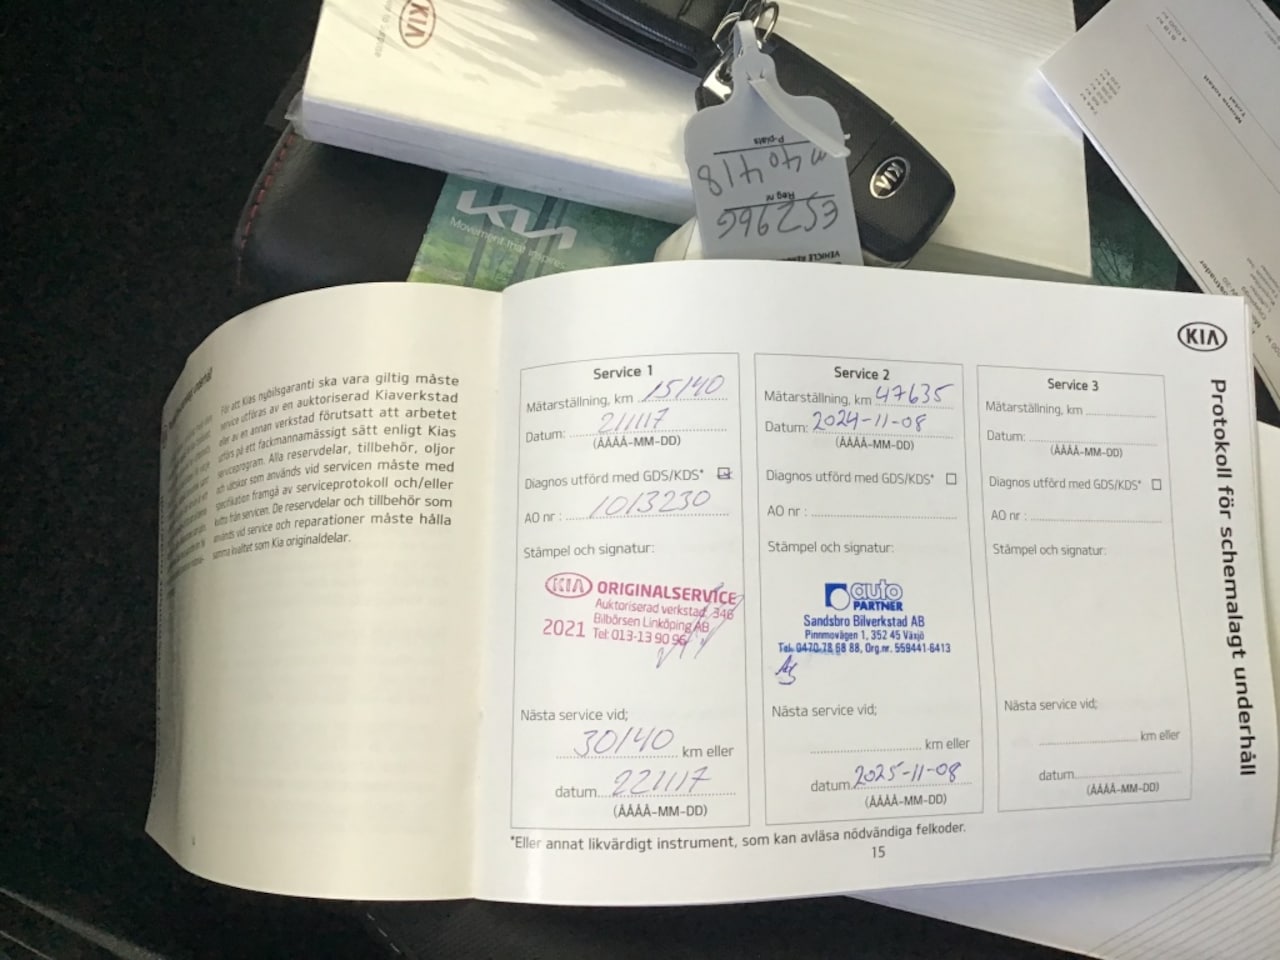 KIA
KIA
Movement that inspires
P-plats
n 40418
Reg nr
ESZ96G
KIA
För att Kias nybilsgaranti ska vara giltig måste
service utföras av en auktoriserad Kiaverkstad
eller av en annan verkstad förutsatt att arbetet
utförs på ett fackmannamässigt sätt enligt Kias
serviceprogram. Alla reservdelar, tillbehör, oljor
och vätskor som används vid servicen måste med
specifikation framgå av serviceprotokoll och/eller
kvitto från servicen. De reservdelar och tillbehör som
används vid service och reparationer måste hålla
samma kvalitet som Kia originaldelar.
KIA
Protokoll för schemalagt underhåll
Service 1
Mätarställning, km 15140
Datum: 211117
(ÅÅÅÅ-MM-DD)
Diagnos utförd med GDS/KDS*
AO nr : 1013230
Stämpel och signatur:
KIA ORIGINALSERVICE
Auktoriserad verkstad 346
Bilbörsen Linköping AB
2021 Tel: 013-13 90 96
Nästa service vid;
30140 km eller
datum 221117
(ÅÅÅÅ-MM-DD)
Service 2
Mätarställning, km 47635
Datum: 2024-11-08
(ÅÅÅÅ-MM-DD)
Diagnos utförd med GDS/KDS*
AO nr :
Stämpel och signatur:
auto
PARTNER
Sandsbro Bilverkstad AB
Pinnmovägen 1, 352 45 Växjö
Tel. 0470-78 68 88, Org.nr. 559441-6413
Nästa service vid;
km eller
datum. 2025-11-08
(ÅÅÅÅ-MM-DD)
Service 3
Mätarställning, km
Datum:
(ÅÅÅÅ-MM-DD)
Diagnos utförd med GDS/KDS*
AO nr :
Stämpel och signatur:
Nästa service vid;
km eller
datum
(ÅÅÅÅ-MM-DD)
*Eller annat likvärdigt instrument, som kan avläsa nödvändiga felkoder.
15